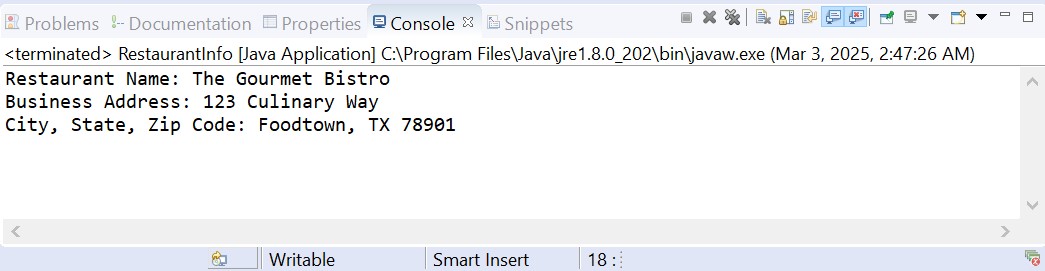 Problems Documentation Properties Console Snippets
<terminated> RestaurantInfo [Java Application] C:\Program Files\Java\jre1.8.0_202\bin\javaw.exe (Mar 3, 2025, 2:47:26 AM)
Restaurant Name: The Gourmet Bistro
Business Address: 123 Culinary Way
City, State, Zip Code: Foodtown, TX 78901
Writable Smart Insert 18 :